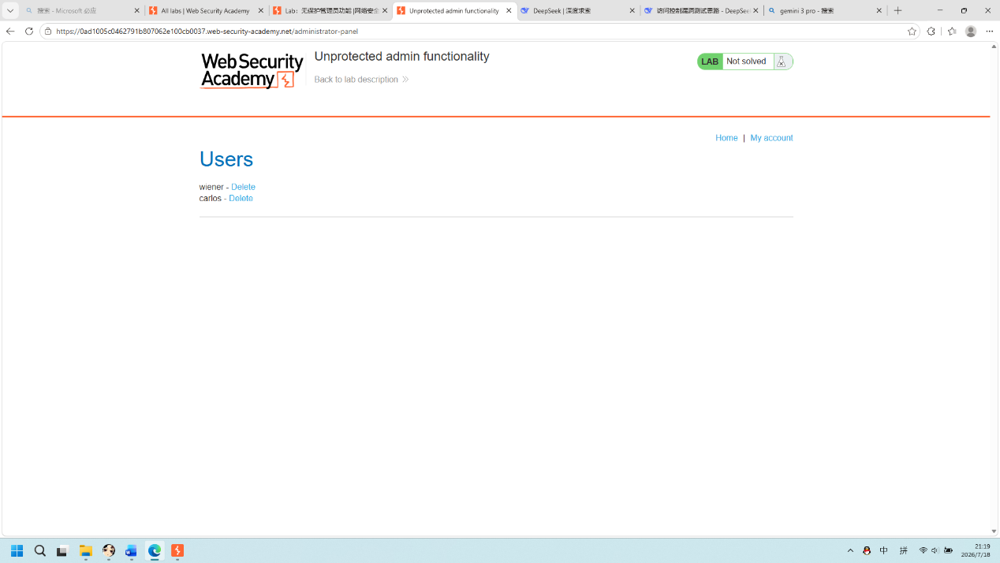 搜索 - Microsoft 必应
All labs | Web Security Academy
Lab：无保护管理员功能 |网络安全
Unprotected admin functionality
DeepSeek | 深度求索
访问控制漏洞测试思路 - DeepSee
gemini 3 pro - 搜索
https://0ad1005c0462791b807062e100cb0037.web-security-academy.net/administrator-panel
Web Security
Academy
Unprotected admin functionality
Back to lab description
LAB Not solved
Home | My account
Users
wiener - Delete
carlos - Delete
中 拼
21:19
2026/7/18